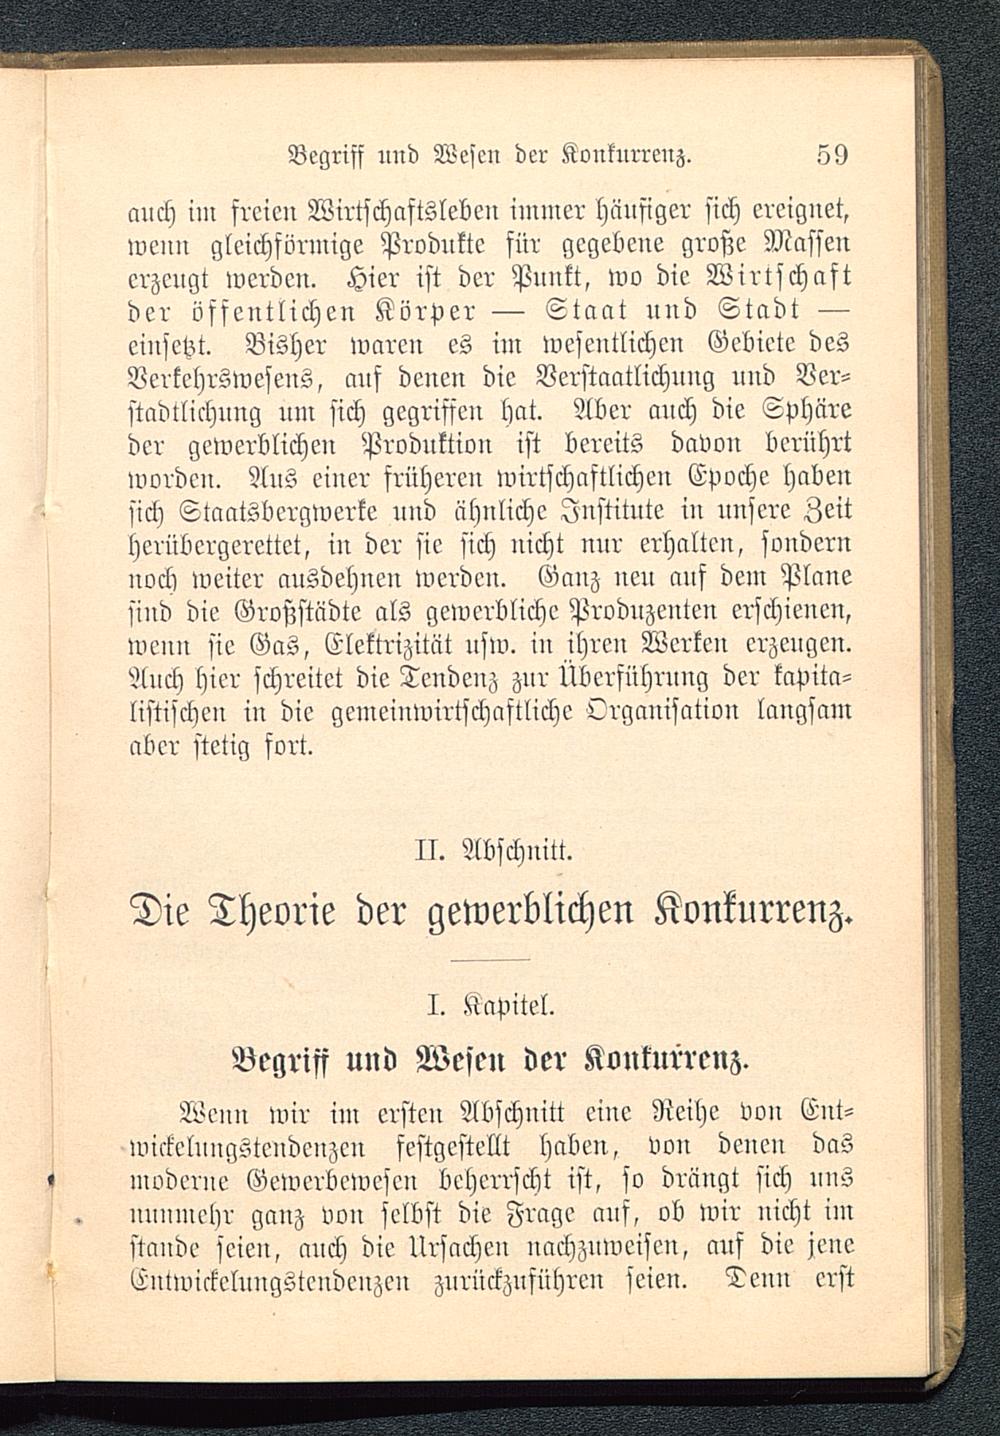 Begriff und Wesen der Konkurrenz. 59
auch im freien Wirtschaftsleben immer häufiger sich ereignet,
wenn gleichförmige Produkte für gegebene große Massen
erzeugt werden. Hier ist der Punkt, wo die Wirtschaft
der öffentlichen Körper — Staat und Stadt —
einsetzt. Bisher waren es im wesentlichen Gebiete des
Verkehrswesens, auf denen die Verstaatlichung und Ver-
stadtlichung um sich gegriffen hat. Aber auch die Sphäre
der gewerblichen Produktion ist bereits davon berührt
worden. Aus einer früheren wirtschaftlichen Epoche haben
sich Staatsbergwerke und ähnliche Institute in unsere Zeit
herübergerettet, in der sie sich nicht nur erhalten, sondern
noch weiter ausdehnen werden. Ganz neu auf dem Plane
sind die Großstädte als gewerbliche Produzenten erschienen,
wenn sie Gas, Elektrizität usw. in ihren Werken erzeugen.
Auch hier schreitet die Tendenz zur Überführung der kapita-
listischen in die gemeinwirtschaftliche Organisation langsam
aber stetig fort.
II. Abschnitt.
Die Theorie der gewerblichen Konkurrenz.
I. Kapitel.
Begriff und Wesen der Konkurrenz.
Wenn wir im ersten Abschnitt eine Reihe von Ent-
wickelungstendenzen festgestellt haben, von denen das
moderne Gewerbewesen beherrscht ist, so drängt sich uns
nunmehr ganz von selbst die Frage auf, ob wir nicht im
stande seien, auch die Ursachen nachzuweisen, auf die jene
Entwickelungstendenzen zurückzuführen seien. Denn erst